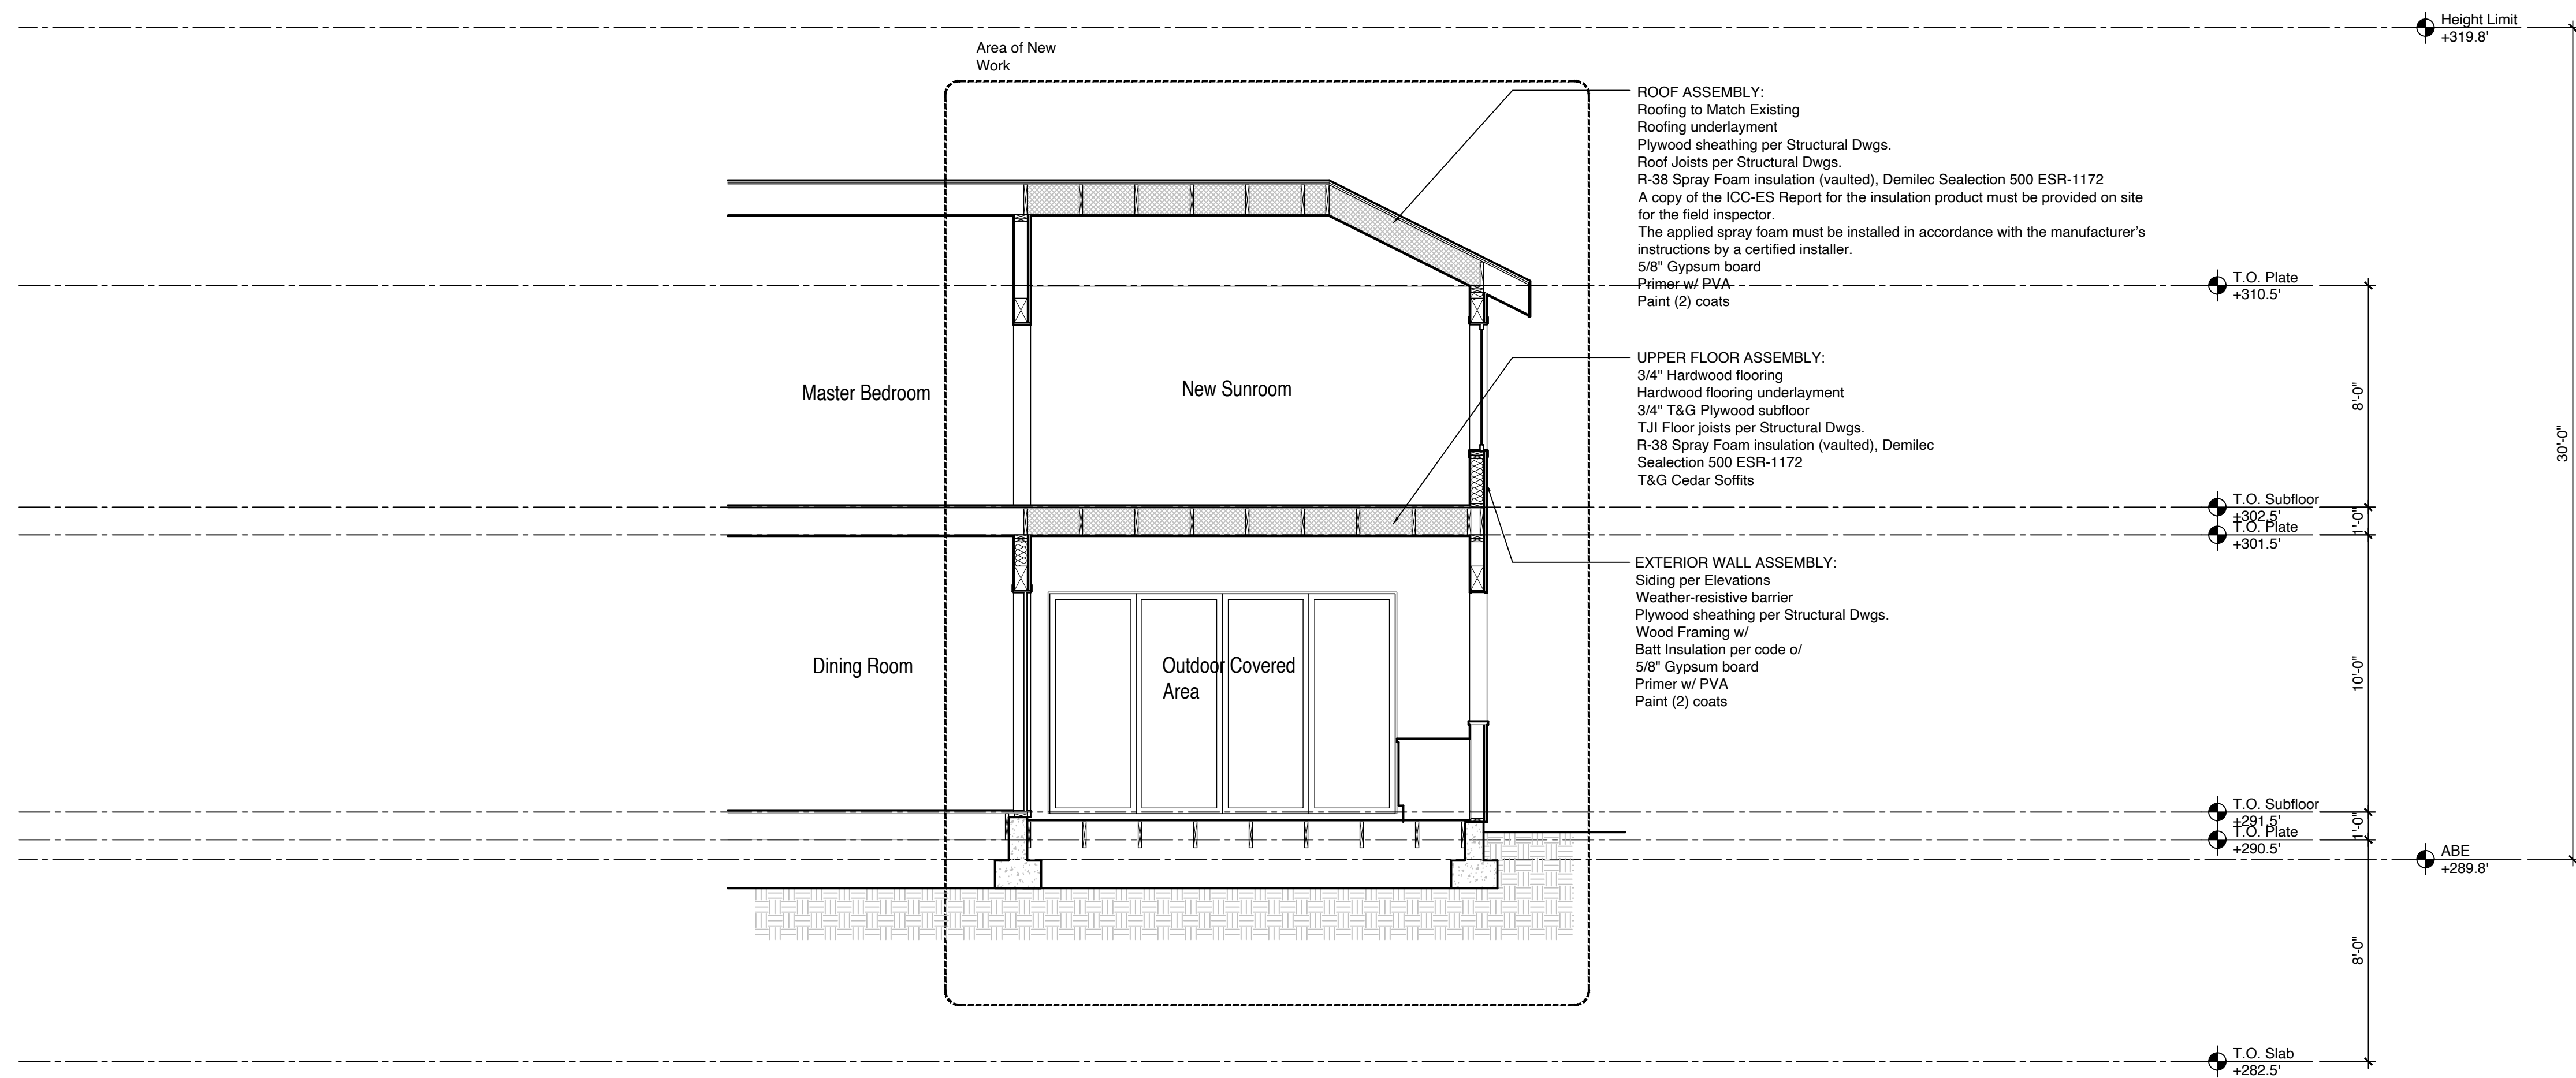 Height Limit
+319.8'
Area of New
Work
ROOF ASSEMBLY:
Roofing to Match Existing
Roofing underlayment
Plywood sheathing per Structural Dwgs.
Roof Joists per Structural Dwgs.
R-38 Spray Foam insulation (vaulted), Demilec Sealection 500 ESR-1172
A copy of the ICC-ES Report for the insulation product must be provided on site
for the field inspector.
The applied spray foam must be installed in accordance with the manufacturer's
instructions by a certified installer.
5/8" Gypsum board
Primer w/ PVA
Paint (2) coats
T.O. Plate
+310.5'
UPPER FLOOR ASSEMBLY:
3/4" Hardwood flooring
Hardwood flooring underlayment
3/4" T&G Plywood subfloor
TJI Floor joists per Structural Dwgs.
R-38 Spray Foam insulation (vaulted), Demilec
Sealection 500 ESR-1172
T&G Cedar Soffits
Master Bedroom
New Sunroom
8'-0"
30'-0"
T.O. Subfloor
+302.5'
1'-0"
T.O. Plate
+301.5'
EXTERIOR WALL ASSEMBLY:
Siding per Elevations
Weather-resistive barrier
Plywood sheathing per Structural Dwgs.
Wood Framing w/
Batt Insulation per code o/
5/8" Gypsum board
Primer w/ PVA
Paint (2) coats
Dining Room
Outdoor Covered
Area
10'-0"
T.O. Subfloor
+291.5'
1'-0"
T.O. Plate
+290.5'
ABE
+289.8'
8'-0"
T.O. Slab
+282.5'